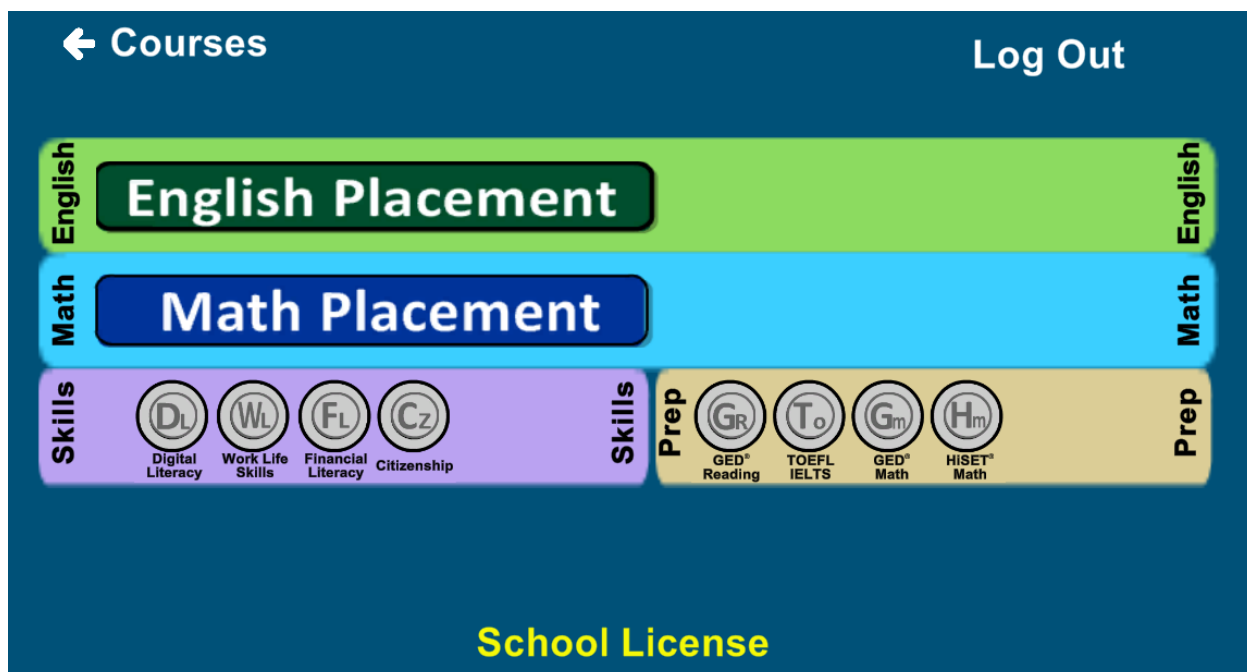 Courses
Log Out
English
English Placement
English
Math
Math Placement
Math
Skills
DL
WL
FL
CZ
Digital
Literacy
Work Life
Skills
Financial
Literacy
Citizenship
Skills
Prep
GR
To
Gm
Hm
GED®
Reading
TOEFL
IELTS
GED®
Math
HiSET®
Math
Prep
School License